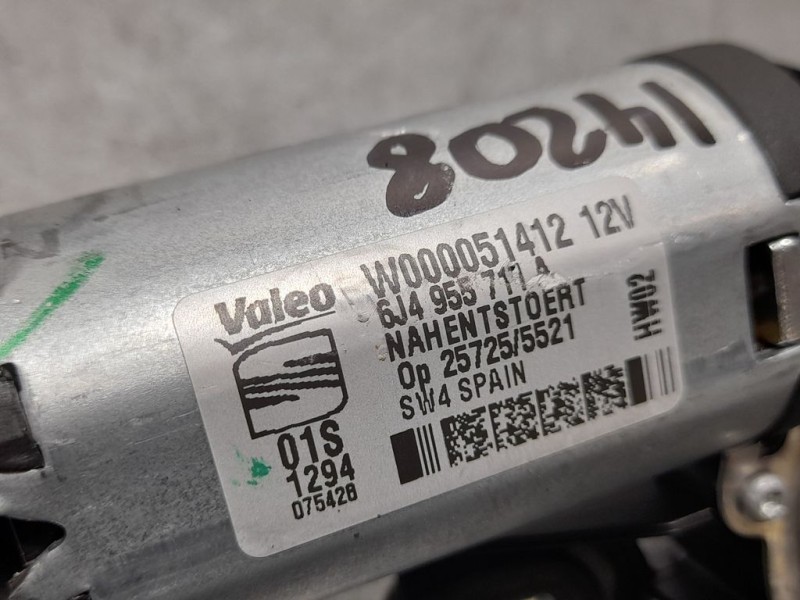 14208
Valeo
W000051412 12V
6J4 955 711 A
NAHENTSTOERT
Op 25725/5521
SW4 SPAIN
HW02
01S
1294
075428